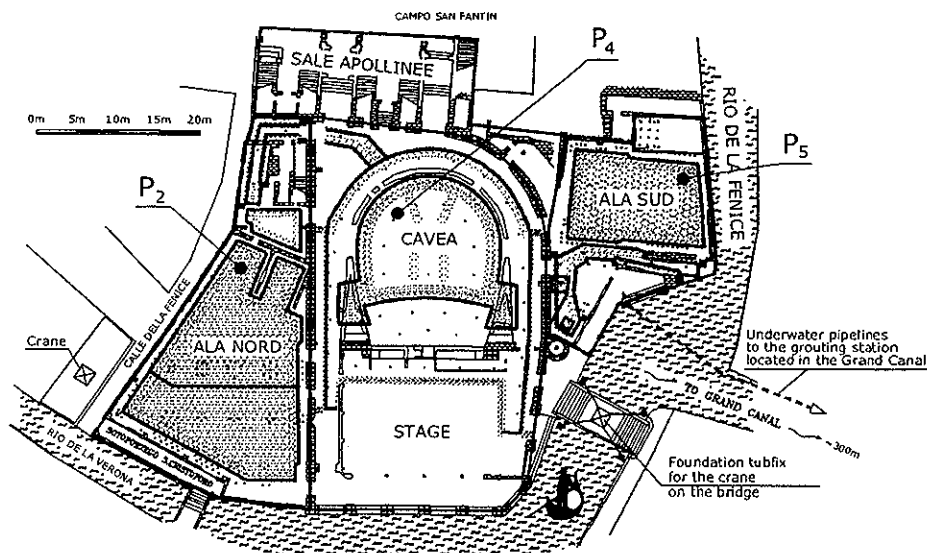 CAMPO SAN FANTIN
P4
SALE APOLLINEE
0m 5m 10m 15m 20m
RIO DE LA FENICE
P5
P2
ALA SUD
CAVEA
CALLE DELLA FENICE
Crane
ALA NORD
Underwater pipelines
to the grouting station
located in the Grand Canal
TO GRAND CANAL
~300m
STAGE
RIO DE LA VERONA
Foundation tubfix
for the crane
on the bridge